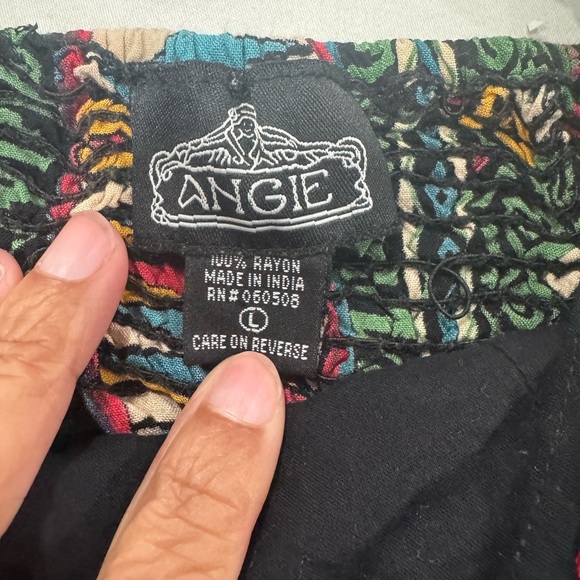 ANGIE
100% RAYON
MADE IN INDIA
RN# 060508
L
CARE ON REVERSE